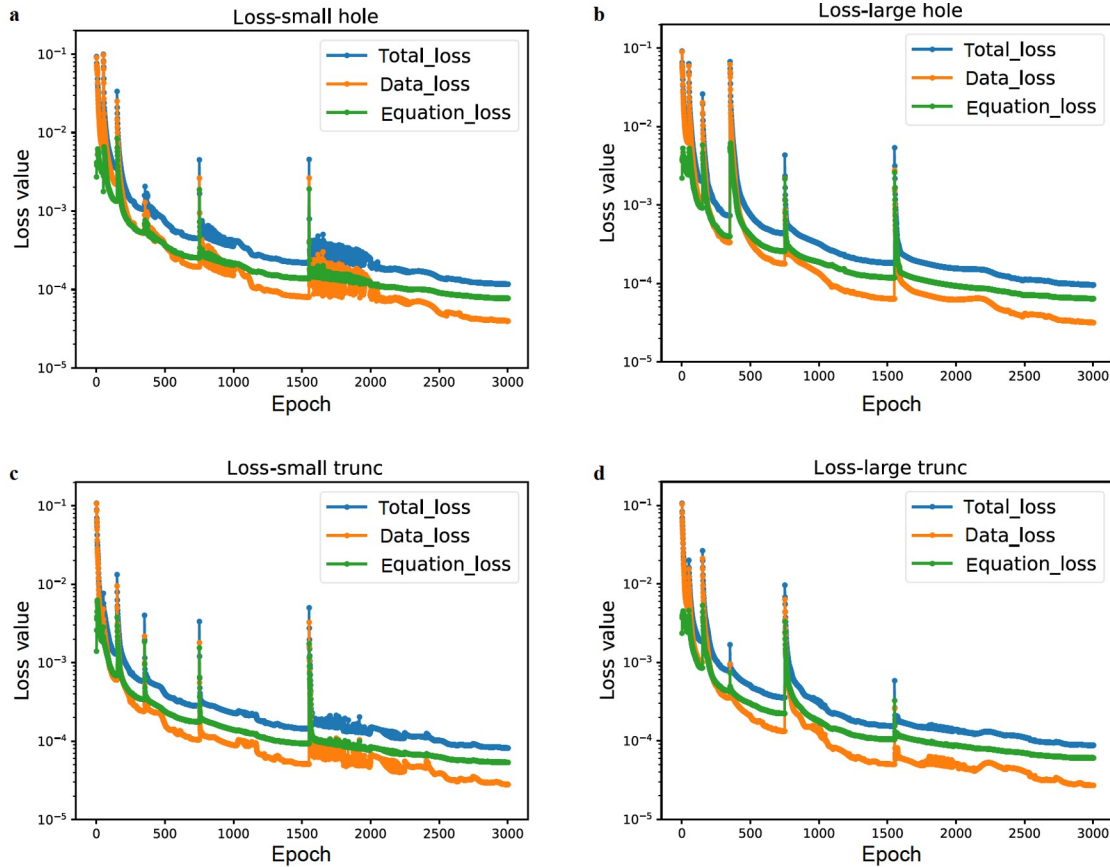 a
Loss-small hole
10⁻¹
10⁻²
10⁻³
10⁻⁴
10⁻⁵
Loss value
Total_loss
Data_loss
Equation_loss
0 500 1000 1500 2000 2500 3000
Epoch
b
Loss-large hole
10⁻¹
10⁻²
10⁻³
10⁻⁴
10⁻⁵
Loss value
Total_loss
Data_loss
Equation_loss
0 500 1000 1500 2000 2500 3000
Epoch
c
Loss-small trunc
10⁻¹
10⁻²
10⁻³
10⁻⁴
10⁻⁵
Loss value
Total_loss
Data_loss
Equation_loss
0 500 1000 1500 2000 2500 3000
Epoch
d
Loss-large trunc
10⁻¹
10⁻²
10⁻³
10⁻⁴
10⁻⁵
Loss value
Total_loss
Data_loss
Equation_loss
0 500 1000 1500 2000 2500 3000
Epoch